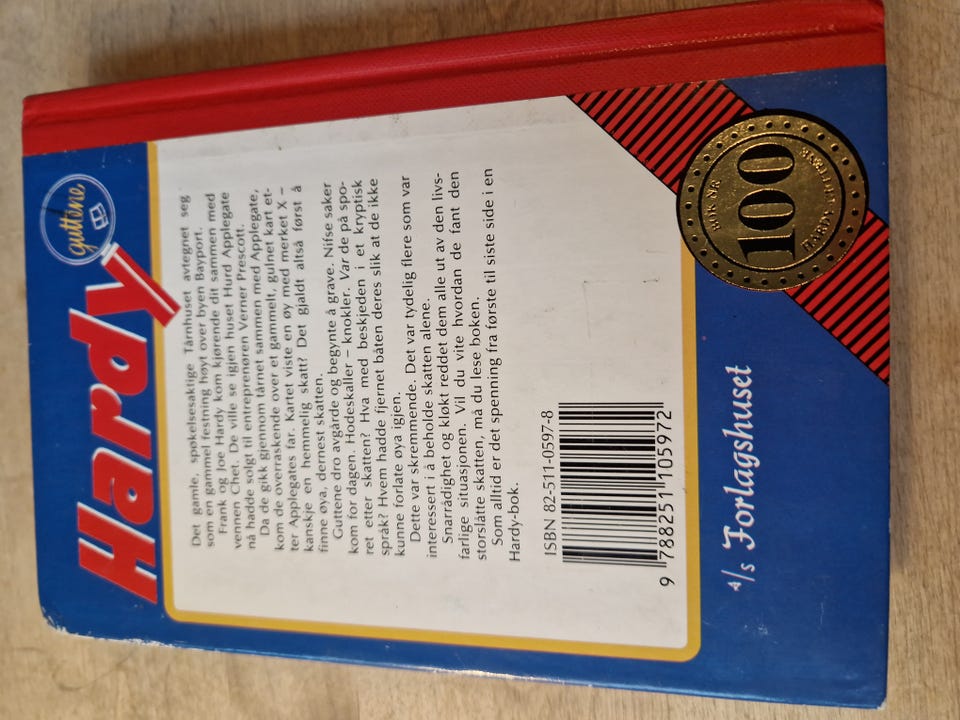 Hardy
guttene
Det gamle, spøkelsesaktige Tårnhuset avtegnet seg
som en gammel festning høyt over byen Bayport.
Frank og Joe Hardy kom kjørende dit sammen med
vennen Chet. De ville se igjen huset Hurd Applegate
nå hadde solgt til entreprenøren Verner Prescott.
Da de gikk gjennom tårnet sammen med Applegate,
kom de overraskende over et gammelt, gulnet kart et-
ter Applegates far. Kartet viste en øy med merket X –
kanskje en hemmelig skatt? Det gjaldt altså først å
finne øya, dernest skatten.
Guttene dro avgårde og begynte å grave. Nifse saker
kom for dagen. Hodeskaller – knokler. Var de på spo-
ret etter skatten? Hva med beskjeden i et kryptisk
språk? Hvem hadde fjernet båten deres slik at de ikke
kunne forlate øya igjen.
Dette var skremmende. Det var tydelig flere som var
interessert i å beholde skatten alene.
Snarrådighet og kløkt reddet dem alle ut av den livs-
farlige situasjonen. Vil du vite hvordan de fant den
storslåtte skatten, må du lese boken.
Som alltid er det spenning fra første til siste side i en
Hardy-bok.
ISBN 82-511-0597-8
9 788251 105972
BOK NR
100
A/S Forlagshuset